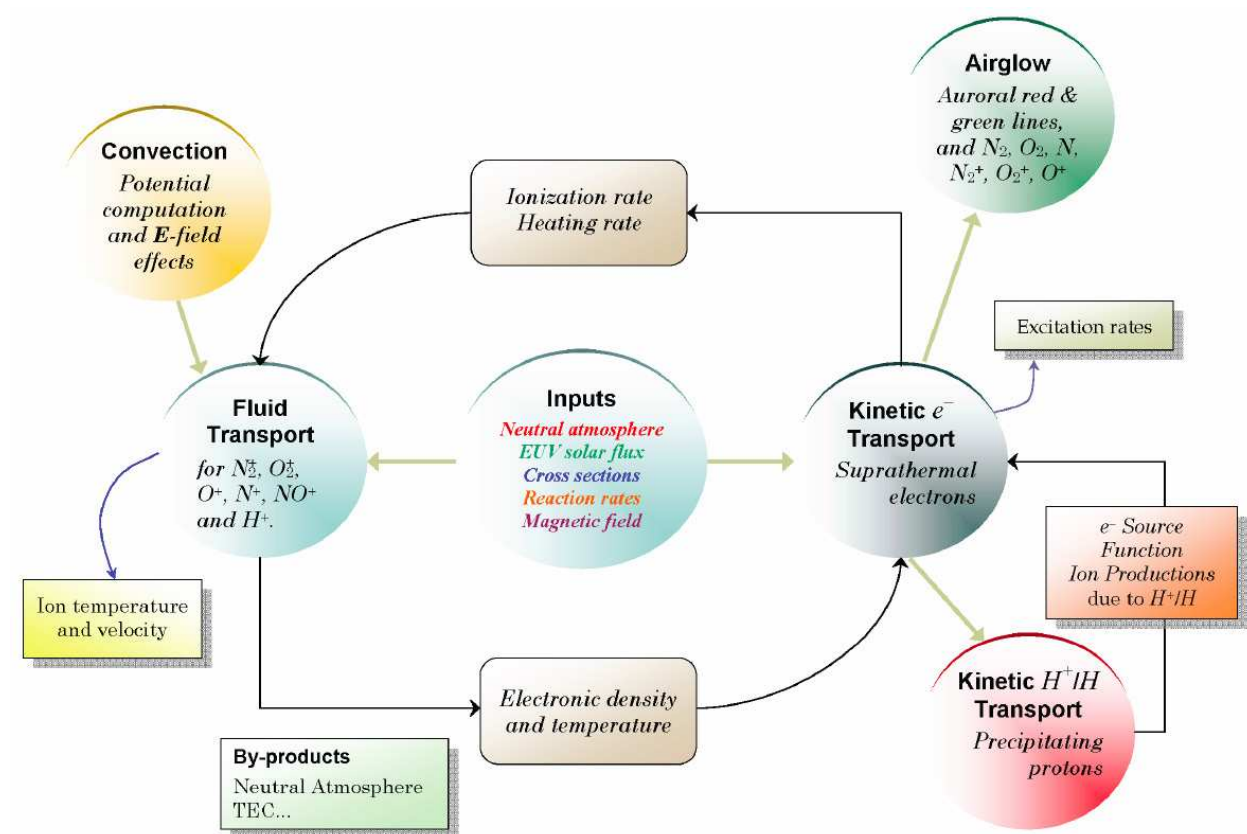 Airglow
Auroral red &
green lines,
and N₂, O₂, N,
N₂⁺, O₂⁺, O⁺
Convection
Potential
computation
and E-field
effects
Ionization rate
Heating rate
Excitation rates
Fluid
Transport
for N₂⁺, O₂⁺,
O⁺, N⁺, NO⁺
and H⁺.
Inputs
Neutral atmosphere
EUV solar flux
Cross sections
Reaction rates
Magnetic field
Kinetic e⁻
Transport
Suprathermal
electrons
e⁻ Source
Function
Ion Productions
due to H⁺/H
Ion temperature
and velocity
Electronic density
and temperature
Kinetic H⁺/H
Transport
Precipitating
protons
By-products
Neutral Atmosphere
TEC...